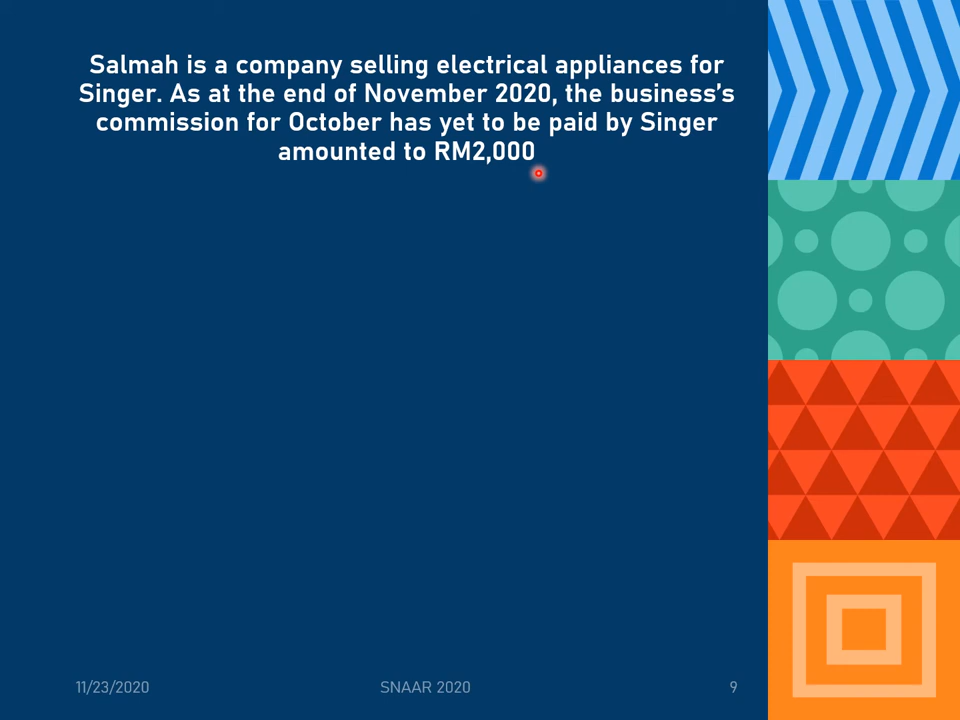 Salmah is a company selling electrical appliances for
Singer. As at the end of November 2020, the business's
commission for October has yet to be paid by Singer
amounted to RM2,000
11/23/2020
SNAAR 2020
9